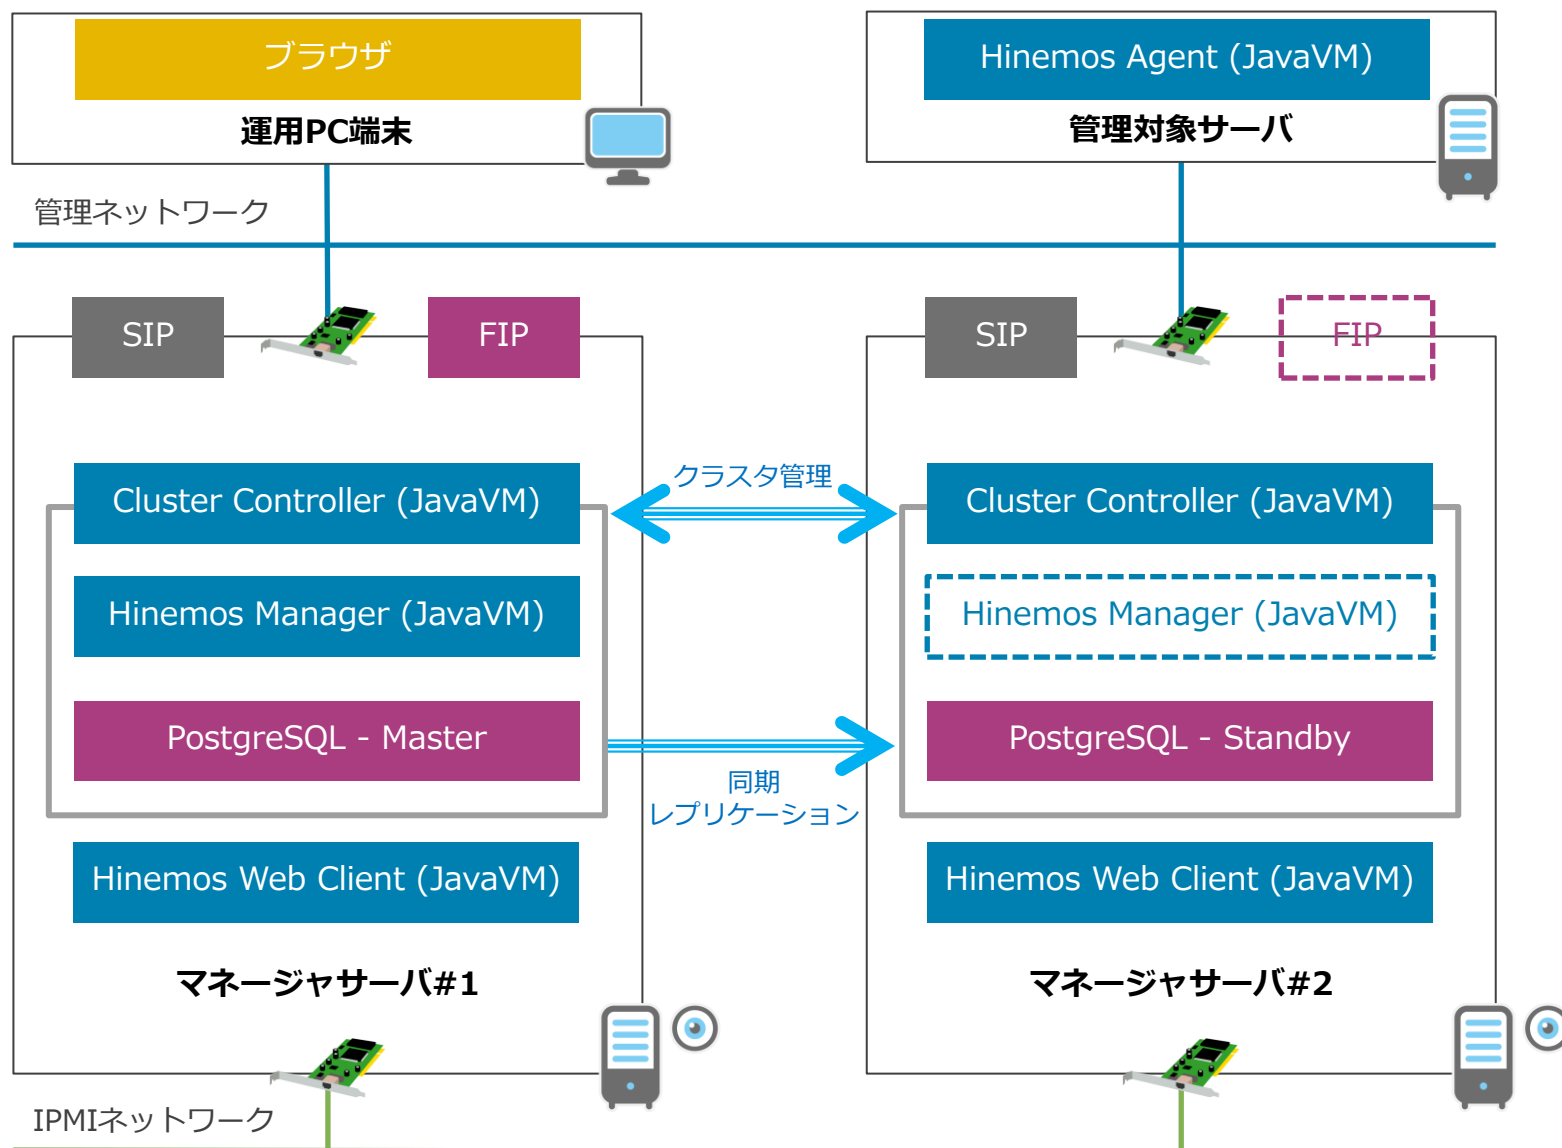 ブラウザ
運用PC端末
Hinemos Agent (JavaVM)
管理対象サーバ
管理ネットワーク
SIP
FIP
SIP
FIP
Cluster Controller (JavaVM)
クラスタ管理
Cluster Controller (JavaVM)
Hinemos Manager (JavaVM)
Hinemos Manager (JavaVM)
PostgreSQL - Master
PostgreSQL - Standby
同期
レプリケーション
Hinemos Web Client (JavaVM)
Hinemos Web Client (JavaVM)
マネージャサーバ#1
マネージャサーバ#2
IPMIネットワーク